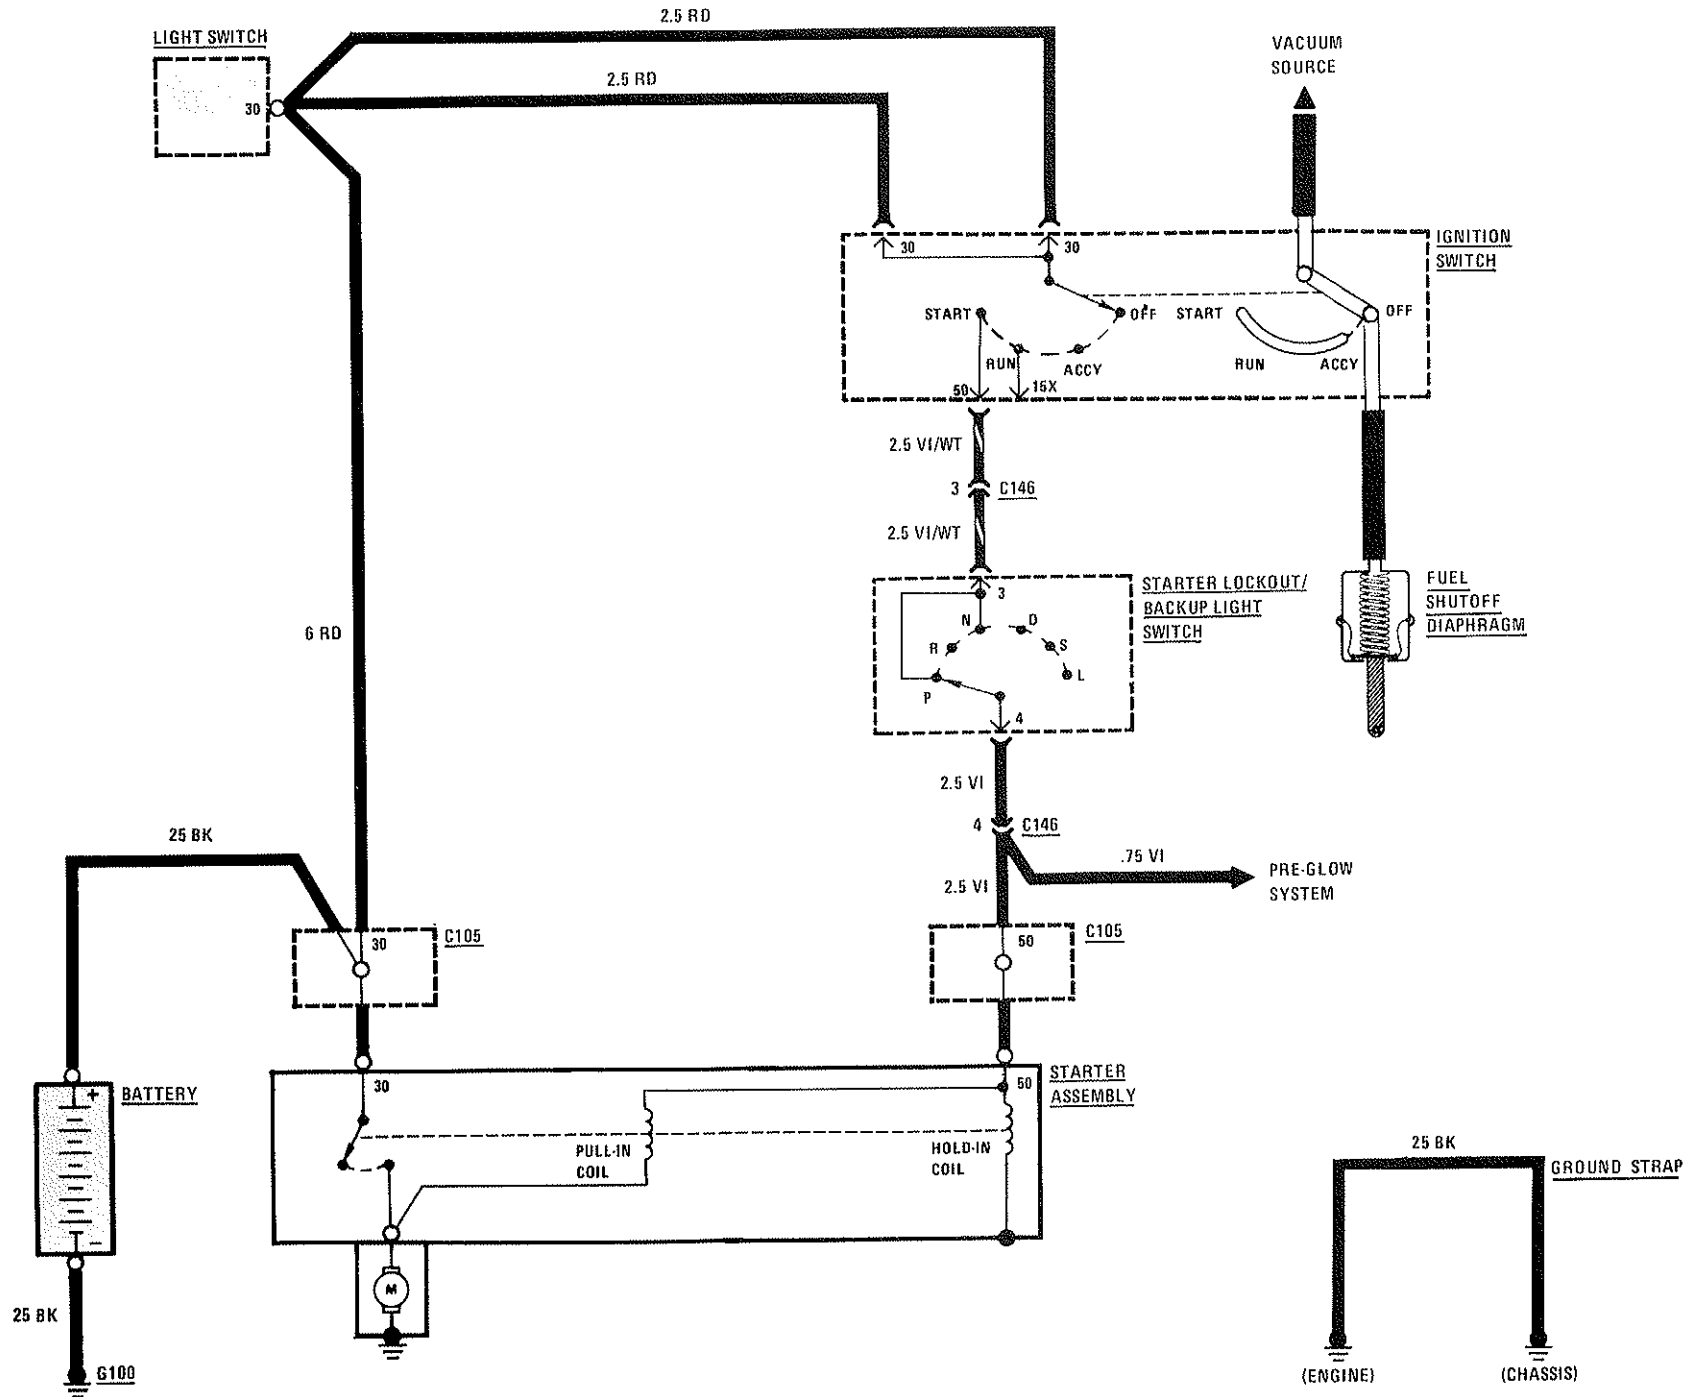 2.5 RD
LIGHT SWITCH
30
2.5 RD
VACUUM
SOURCE
IGNITION
SWITCH
30
30
START
OFF
START
OFF
RUN
ACCY
RUN
ACCY
50
15X
2.5 VI/WT
3
C146
2.5 VI/WT
STARTER LOCKOUT/
BACKUP LIGHT
SWITCH
FUEL
SHUTOFF
DIAPHRAGM
3
N
D
R
S
P
L
4
6 RD
2.5 VI
4
C146
25 BK
.75 VI
2.5 VI
PRE-GLOW
SYSTEM
30
C105
50
C105
BATTERY
+
–
30
50
STARTER
ASSEMBLY
PULL-IN
COIL
HOLD-IN
COIL
M
25 BK
G100
25 BK
GROUND STRAP
(ENGINE)
(CHASSIS)